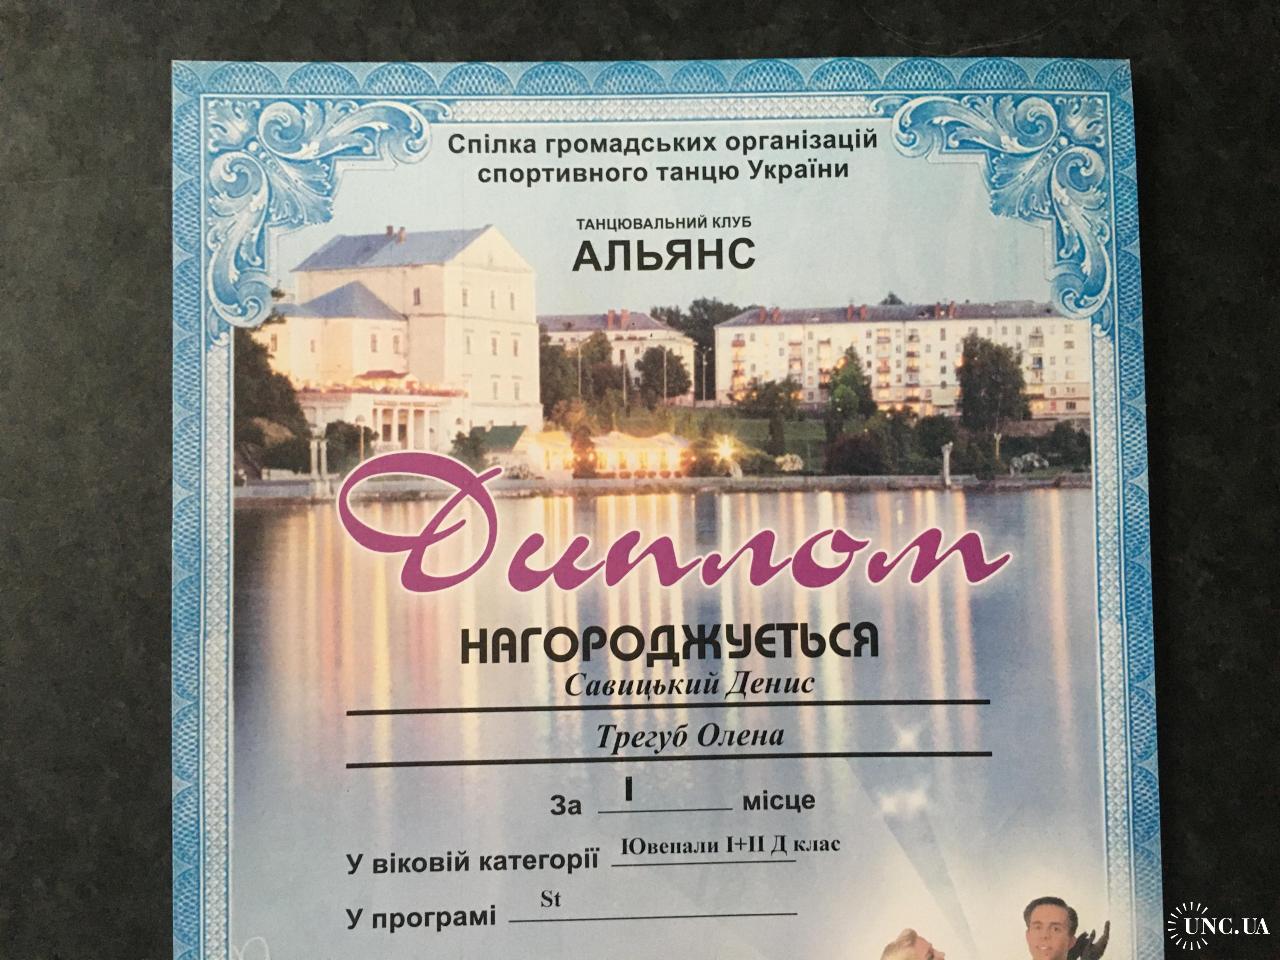 Спілка громадських організацій
спортивного танцю України
ТАНЦЮВАЛЬНИЙ КЛУБ
АЛЬЯНС
Диплом
НАГОРОДЖУЄТЬСЯ
Савицький Денис
Трегуб Олена
За I місце
У віковій категорії Ювенали I+II Д клас
У програмі St
UNC.UA